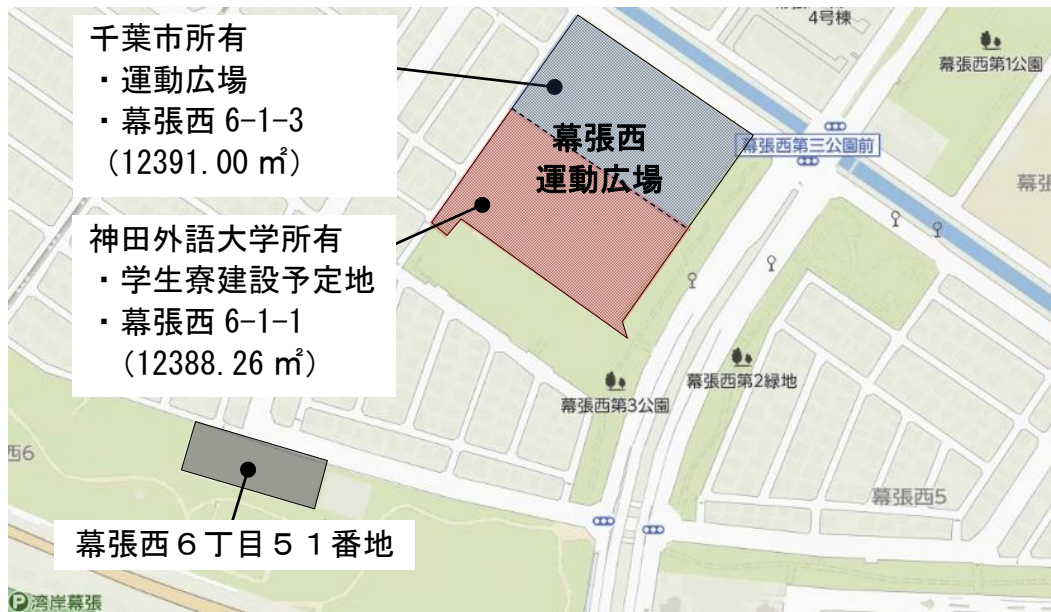 千葉市所有
・運動広場
・幕張西 6-1-3
(12391.00 ㎡)
神田外語大学所有
・学生寮建設予定地
・幕張西 6-1-1
(12388.26 ㎡)
幕張西
運動広場
4号棟
幕張西第1公園
幕張西第三公園前
幕張
幕張西第2緑地
幕張西第3公園
西6
幕張西5
幕張西６丁目５１番地
P湾岸幕張